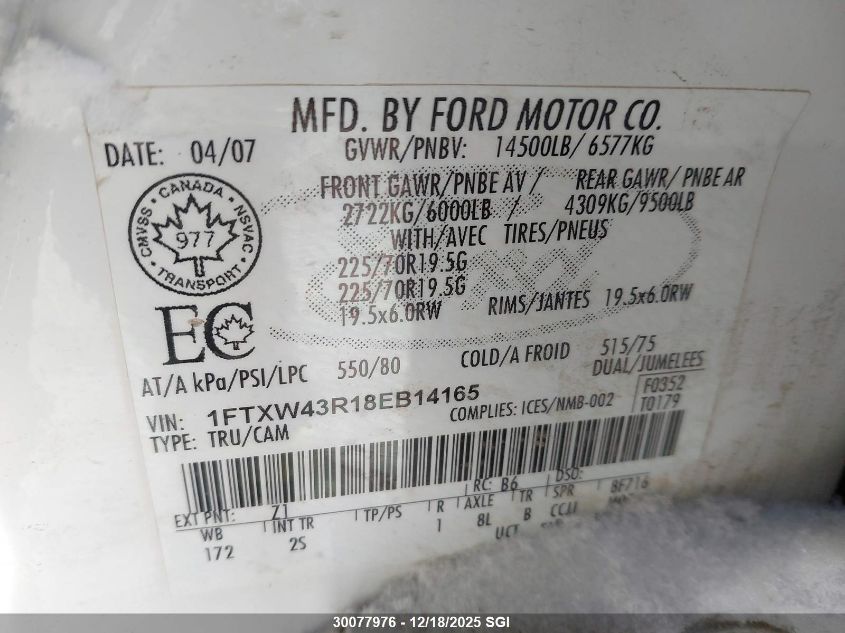 MFD. BY FORD MOTOR CO.
DATE: 04/07 GVWR/PNBV: 14500LB/ 6577KG
FRONT GAWR/PNBE AV / REAR GAWR/ PNBE AR
2722KG/6000LB / 4309KG/9500LB
WITH/AVEC TIRES/PNEUS
CANADA
CMVSS NSVAC
977
TRANSPORT
225/70R19.5G
225/70R19.5G
19.5x6.0RW RIMS/JANTES 19.5x6.0RW
EC
AT/A kPa/PSI/LPC 550/80 COLD/A FROID 515/75
DUAL/JUMELEES
VIN: 1FTXW43R18EB14165 COMPLIES: ICES/NMB-002 F0352
TYPE: TRU/CAM T0179
RC: B6 DSO:
EXT PNT: Z1 8F716
WB INT TR TP/PS R AXLE TR SPR
172 2S 1 8L B CCLL
UCT
30077976 - 12/18/2025 SGI